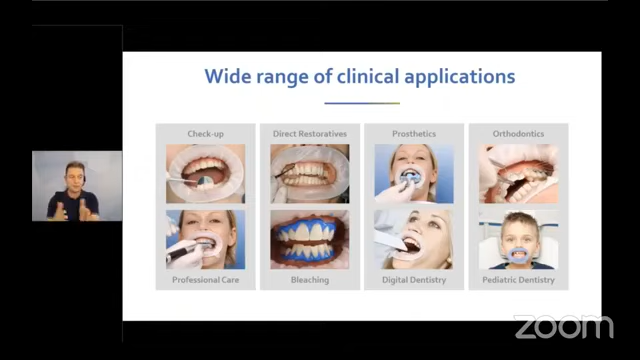 Wide range of clinical applications
Check-up
Direct Restoratives
Prosthetics
Orthodontics
Professional Care
Bleaching
Digital Dentistry
Pediatric Dentistry
zoom